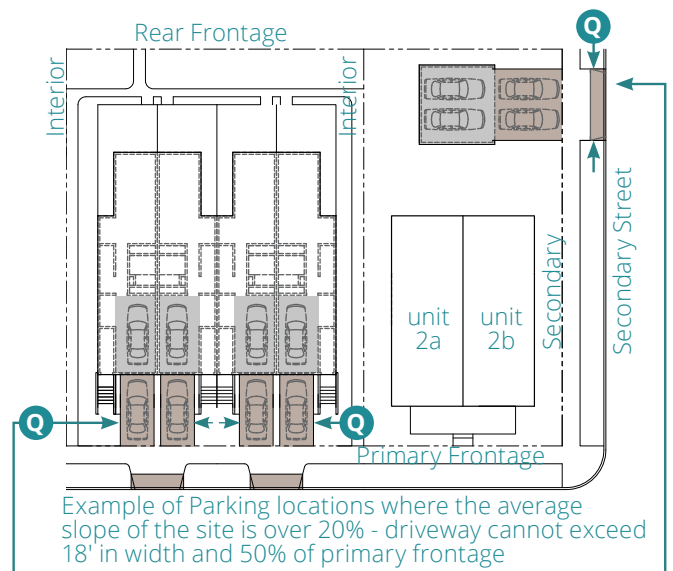 Rear Frontage
Q
Interior
Interior
Secondary
Secondary Street
unit
2a
unit
2b
Q
Q
Primary Frontage
Example of Parking locations where the average
slope of the site is over 20% - driveway cannot exceed
18' in width and 50% of primary frontage